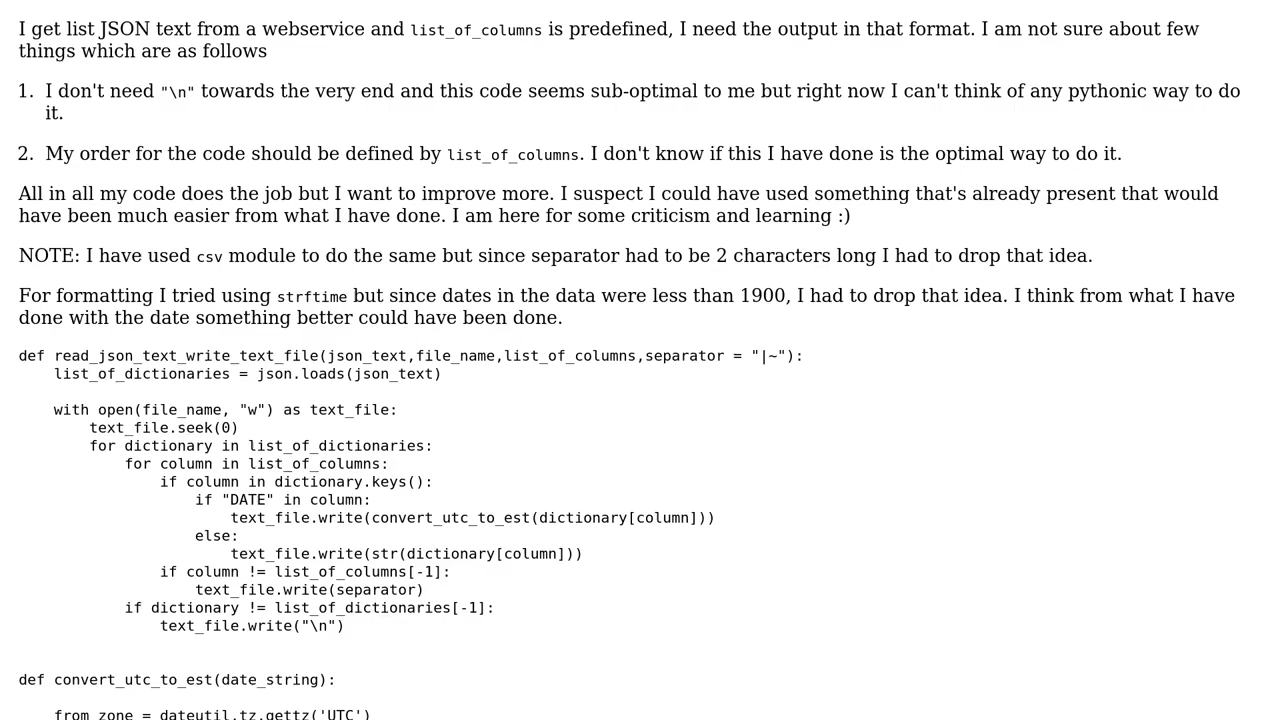 I get list JSON text from a webservice and list_of_columns is predefined, I need the output in that format. I am not sure about few
things which are as follows
1. I don't need "\n" towards the very end and this code seems sub-optimal to me but right now I can't think of any pythonic way to do
it.
2. My order for the code should be defined by list_of_columns. I don't know if this I have done is the optimal way to do it.
All in all my code does the job but I want to improve more. I suspect I could have used something that's already present that would
have been much easier from what I have done. I am here for some criticism and learning :)
NOTE: I have used csv module to do the same but since separator had to be 2 characters long I had to drop that idea.
For formatting I tried using strftime but since dates in the data were less than 1900, I had to drop that idea. I think from what I have
done with the date something better could have been done.
def read_json_text_write_text_file(json_text,file_name,list_of_columns,separator = "|~"):
    list_of_dictionaries = json.loads(json_text)
    with open(file_name, "w") as text_file:
        text_file.seek(0)
        for dictionary in list_of_dictionaries:
            for column in list_of_columns:
                if column in dictionary.keys():
                    if "DATE" in column:
                        text_file.write(convert_utc_to_est(dictionary[column]))
                    else:
                        text_file.write(str(dictionary[column]))
                if column != list_of_columns[-1]:
                    text_file.write(separator)
            if dictionary != list_of_dictionaries[-1]:
                text_file.write("\n")
def convert_utc_to_est(date_string):
    from_zone = dateutil.tz.gettz('UTC')